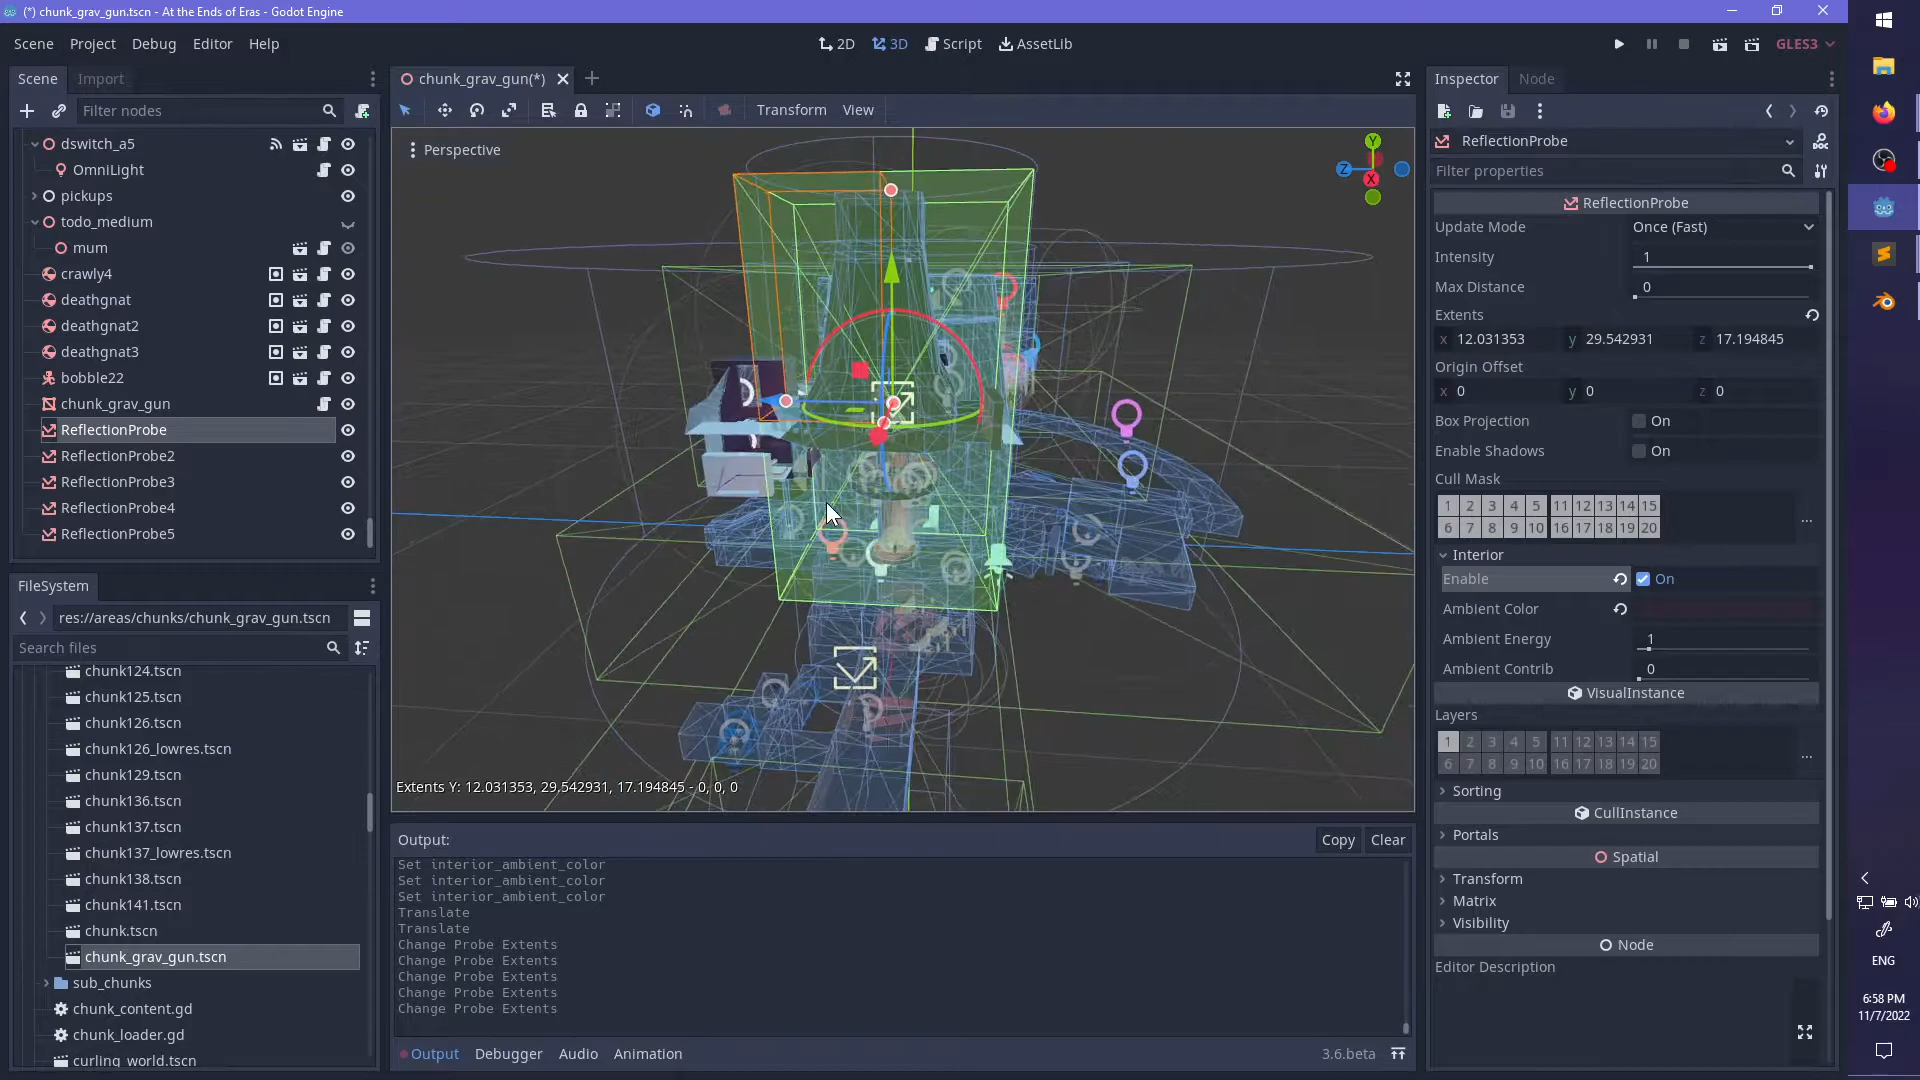 (*) chunk_grav_gun.tscn - At the Ends of Eras - Godot Engine
Scene Project Debug Editor Help
2D 3D Script AssetLib
GLES3
Scene Import
Filter nodes
dswitch_a5
OmniLight
pickups
todo_medium
mum
crawly4
deathgnat
deathgnat2
deathgnat3
bobble22
chunk_grav_gun
ReflectionProbe
ReflectionProbe2
ReflectionProbe3
ReflectionProbe4
ReflectionProbe5
FileSystem
res://areas/chunks/chunk_grav_gun.tscn
Search files
chunk124.tscn
chunk125.tscn
chunk126.tscn
chunk126_lowres.tscn
chunk129.tscn
chunk136.tscn
chunk137.tscn
chunk137_lowres.tscn
chunk138.tscn
chunk141.tscn
chunk.tscn
chunk_grav_gun.tscn
sub_chunks
chunk_content.gd
chunk_loader.gd
curling_world.tscn
chunk_grav_gun(*)
Transform View
Perspective
Y
Z
X
Extents Y: 12.031353, 29.542931, 17.194845 - 0, 0, 0
Output:
Copy Clear
Set interior_ambient_color
Set interior_ambient_color
Set interior_ambient_color
Translate
Translate
Change Probe Extents
Change Probe Extents
Change Probe Extents
Change Probe Extents
Change Probe Extents
Output Debugger Audio Animation
3.6.beta
Inspector Node
ReflectionProbe
Filter properties
ReflectionProbe
Update Mode Once (Fast)
Intensity 1
Max Distance 0
Extents
x 12.031353 y 29.542931 z 17.194845
Origin Offset
x 0 y 0 z 0
Box Projection On
Enable Shadows On
Cull Mask
1 2 3 4 5 11 12 13 14 15
6 7 8 9 10 16 17 18 19 20
...
Interior
Enable On
Ambient Color
Ambient Energy 1
Ambient Contrib 0
VisualInstance
Layers
1 2 3 4 5 11 12 13 14 15
6 7 8 9 10 16 17 18 19 20
...
Sorting
CullInstance
Portals
Spatial
Transform
Matrix
Visibility
Node
Editor Description
ENG
6:58 PM
11/7/2022